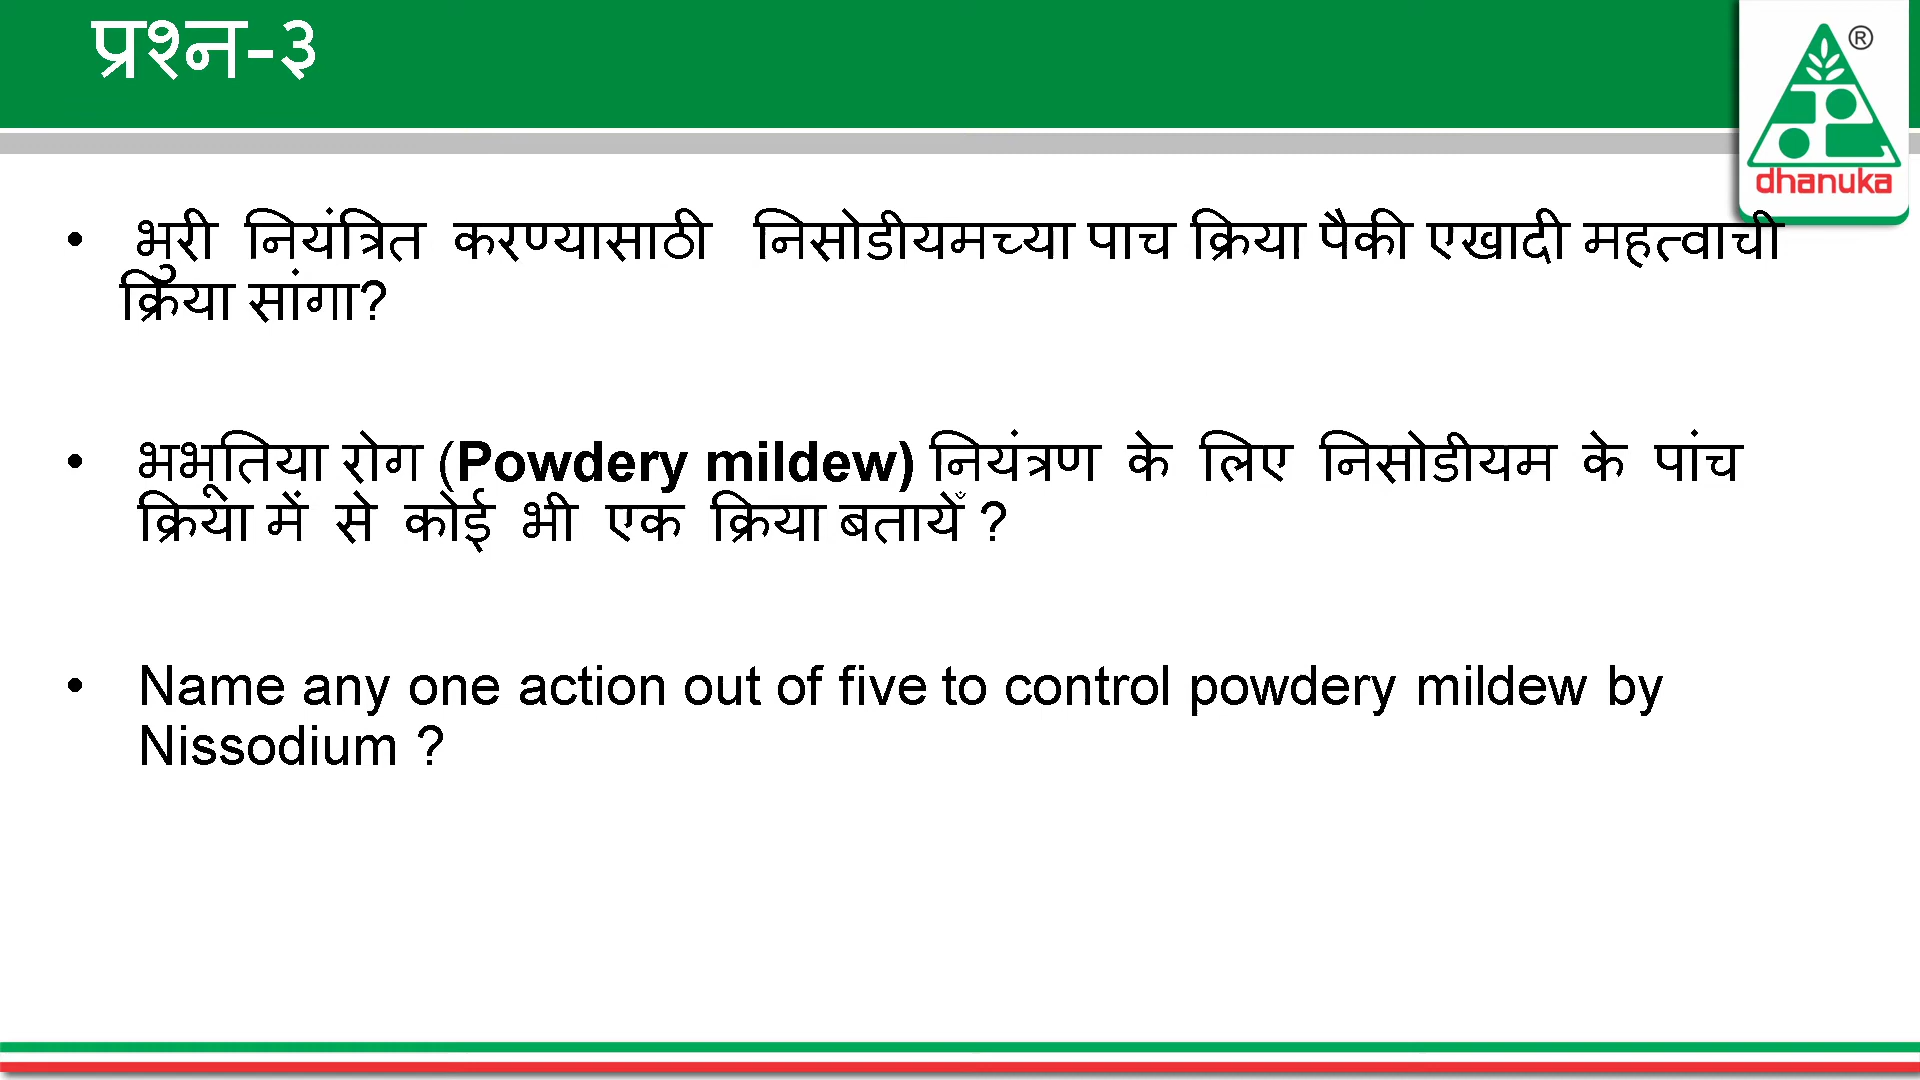 प्रश्न-३
®
dhanuka
• भुरी नियंत्रित करण्यासाठी निसोडीयमच्या पाच क्रिया पैकी एखादी महत्वाची
क्रिया सांगा?
• भभूतिया रोग (Powdery mildew) नियंत्रण के लिए निसोडीयम के पांच
क्रिया में से कोई भी एक क्रिया बतायेँ ?
• Name any one action out of five to control powdery mildew by
Nissodium ?